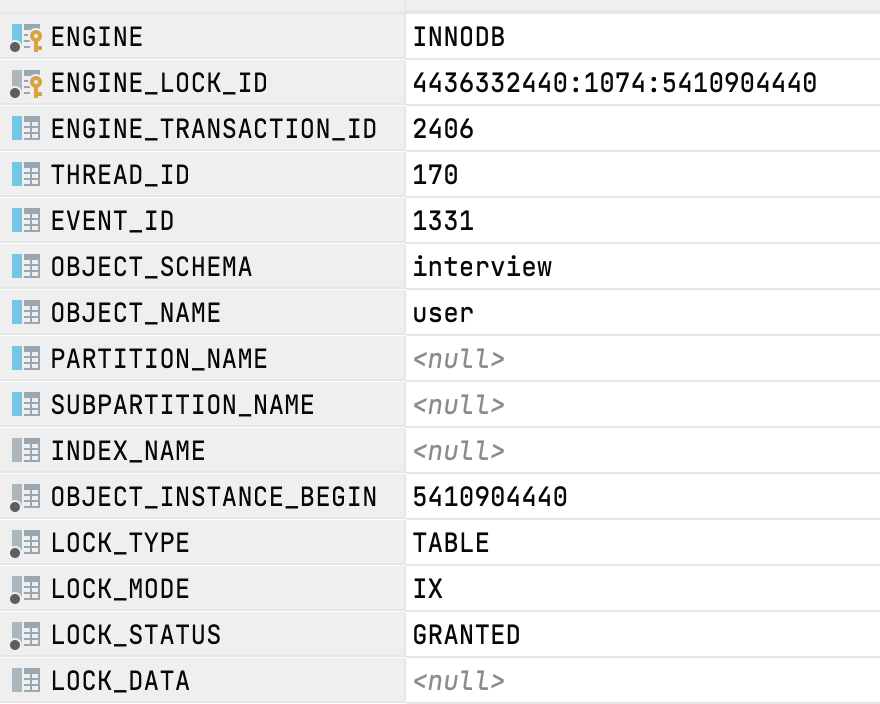 ENGINE INNODB
ENGINE_LOCK_ID 4436332440:1074:5410904440
ENGINE_TRANSACTION_ID 2406
THREAD_ID 170
EVENT_ID 1331
OBJECT_SCHEMA interview
OBJECT_NAME user
PARTITION_NAME <null>
SUBPARTITION_NAME <null>
INDEX_NAME <null>
OBJECT_INSTANCE_BEGIN 5410904440
LOCK_TYPE TABLE
LOCK_MODE IX
LOCK_STATUS GRANTED
LOCK_DATA <null>